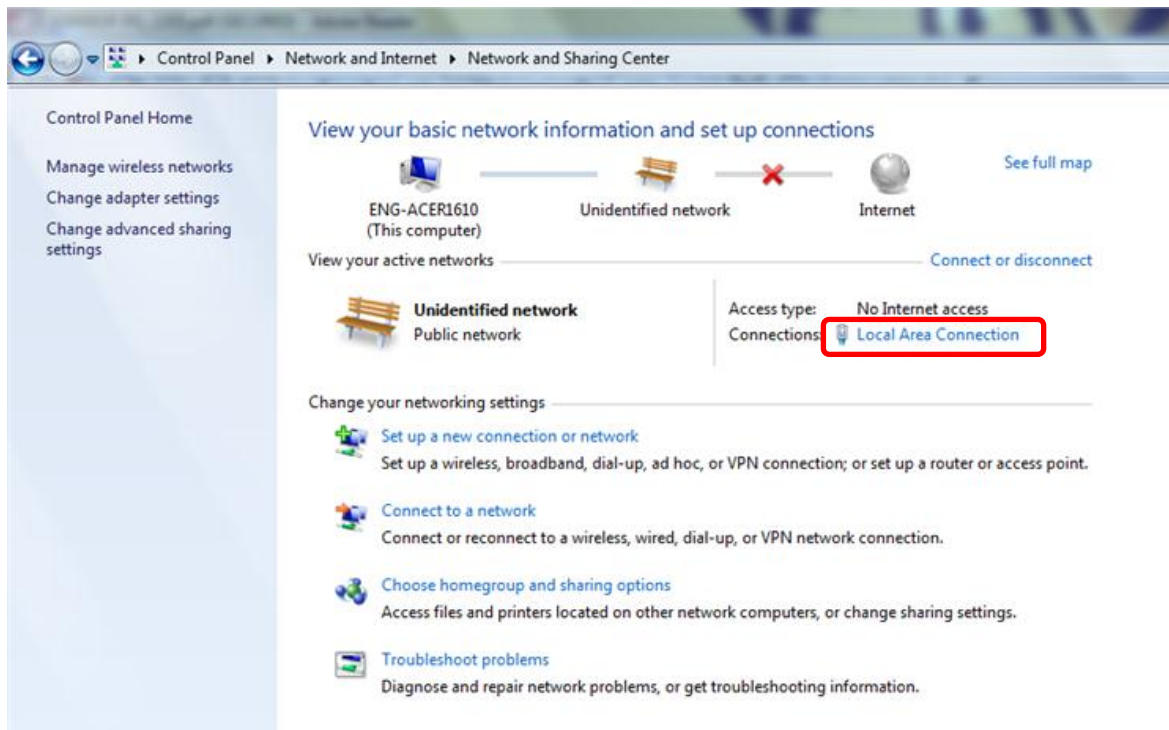 Control Panel ▸ Network and Internet ▸ Network and Sharing Center
Control Panel Home
Manage wireless networks
Change adapter settings
Change advanced sharing
settings
View your basic network information and set up connections
See full map
ENG-ACER1610
(This computer)
Unidentified network
Internet
View your active networks
Connect or disconnect
Unidentified network
Public network
Access type: No Internet access
Connections: Local Area Connection
Change your networking settings
Set up a new connection or network
Set up a wireless, broadband, dial-up, ad hoc, or VPN connection; or set up a router or access point.
Connect to a network
Connect or reconnect to a wireless, wired, dial-up, or VPN network connection.
Choose homegroup and sharing options
Access files and printers located on other network computers, or change sharing settings.
Troubleshoot problems
Diagnose and repair network problems, or get troubleshooting information.